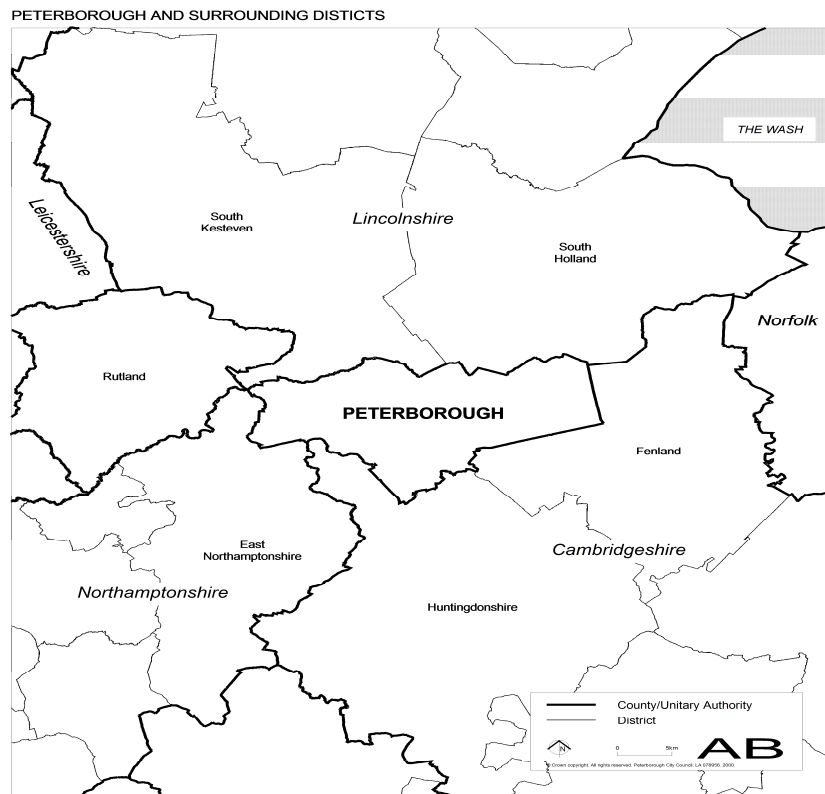 PETERBOROUGH AND SURROUNDING DISTICTS
THE WASH
Leicestershire
South
Kesteven
Lincolnshire
South
Holland
Norfolk
Rutland
PETERBOROUGH
Fenland
East
Northamptonshire
Cambridgeshire
Northamptonshire
Huntingdonshire
County/Unitary Authority
District
N
0 5km
AB
© Crown copyright. All rights reserved. Peterborough City Council. LA 078956. 2000